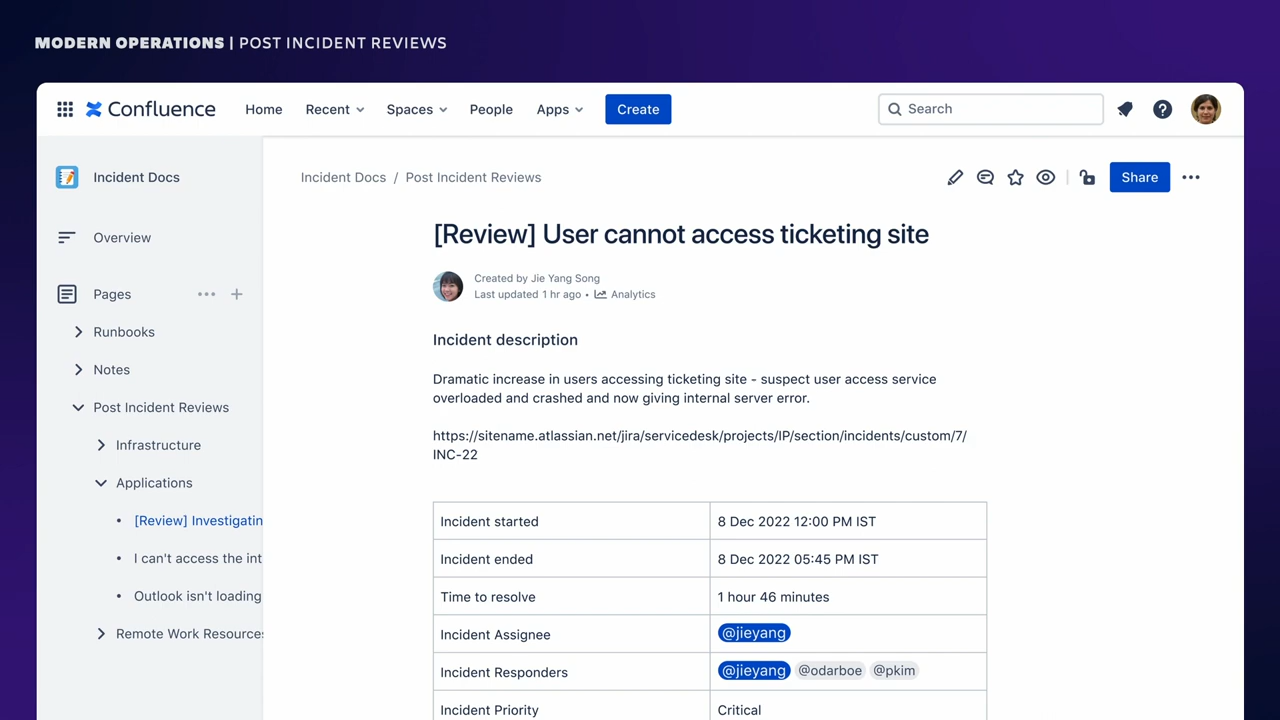 MODERN OPERATIONS | POST INCIDENT REVIEWS
Confluence Home Recent Spaces People Apps Create Search
Incident Docs
Overview
Pages
Runbooks
Notes
Post Incident Reviews
Infrastructure
Applications
• [Review] Investigatin
• I can't access the int
• Outlook isn't loading
Remote Work Resources
Incident Docs / Post Incident Reviews
Share
[Review] User cannot access ticketing site
Created by Jie Yang Song
Last updated 1 hr ago • Analytics
Incident description
Dramatic increase in users accessing ticketing site - suspect user access service
overloaded and crashed and now giving internal server error.
https://sitename.atlassian.net/jira/servicedesk/projects/IP/section/incidents/custom/7/
INC-22
Incident started 8 Dec 2022 12:00 PM IST
Incident ended 8 Dec 2022 05:45 PM IST
Time to resolve 1 hour 46 minutes
Incident Assignee @jieyang
Incident Responders @jieyang @odarboe @pkim
Incident Priority Critical